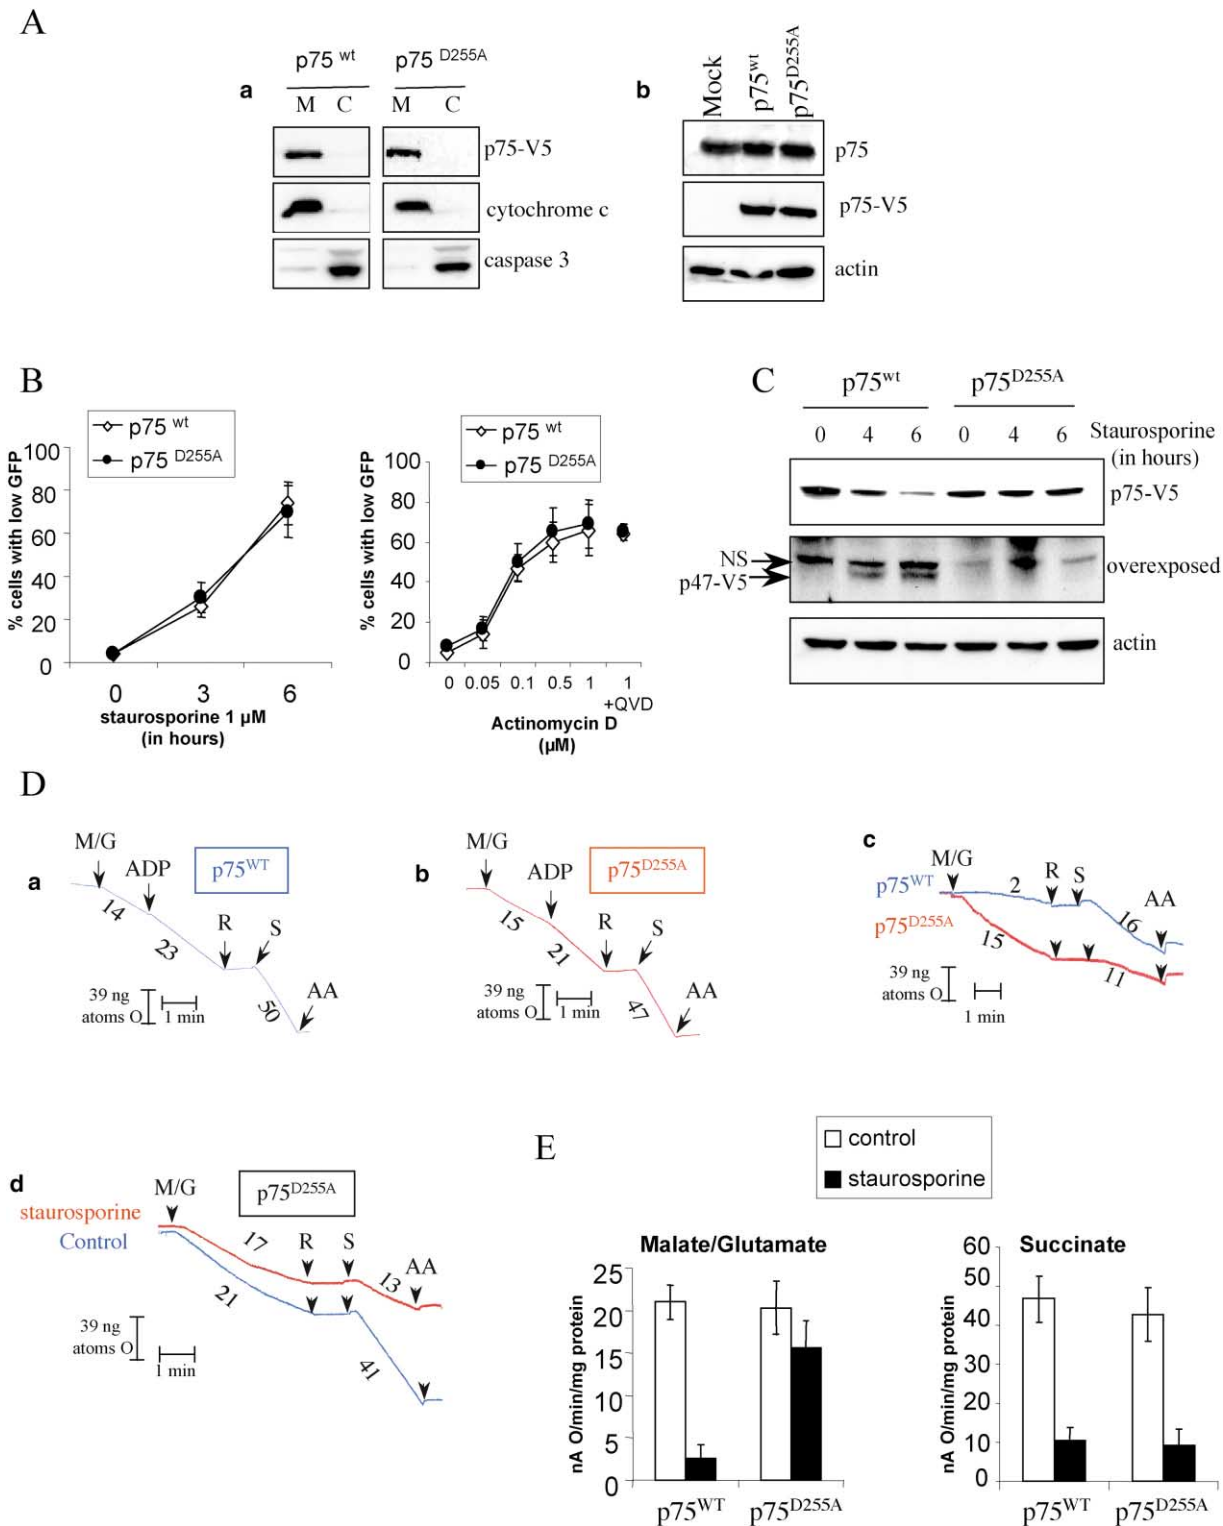 A
p75 wt
p75 D255A
a
M C M C
p75-V5
cytochrome c
caspase 3
b
Mock
p75wt
p75D255A
p75
p75-V5
actin
B
p75 wt
p75 D255A
% cells with low GFP
100
80
60
40
20
0
0 3 6
staurosporine 1 µM
(in hours)
p75 wt
p75 D255A
% cells with low GFP
100
80
60
40
20
0
0 0.05 0.1 0.5 1 1
+QVD
Actinomycin D
(µM)
C
p75wt
p75D255A
0 4 6 0 4 6
Staurosporine
(in hours)
p75-V5
NS
p47-V5
overexposed
actin
D
a
M/G
ADP
p75WT
R
S
AA
14
23
50
39 ng
atoms O
1 min
b
M/G
ADP
p75D255A
R
S
AA
15
21
47
39 ng
atoms O
1 min
c
M/G
p75WT
p75D255A
2
R
S
AA
16
15
11
39 ng
atoms O
1 min
d
M/G
p75D255A
staurosporine
Control
17
R
S
AA
13
21
41
39 ng
atoms O
1 min
E
control
staurosporine
Malate/Glutamate
nA O/min/mg protein
25
20
15
10
5
0
p75WT
p75D255A
Succinate
nA O/min/mg protein
60
50
40
30
20
10
0
p75WT
p75D255A